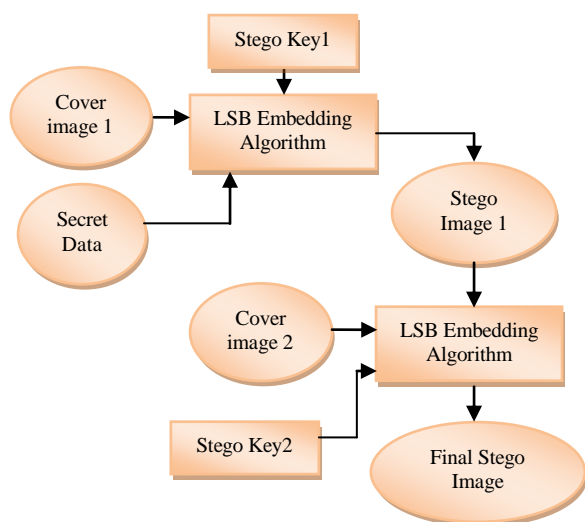 Stego Key1
Cover
image 1
LSB Embedding
Algorithm
Secret
Data
Stego
Image 1
Cover
image 2
LSB Embedding
Algorithm
Stego Key2
Final Stego
Image